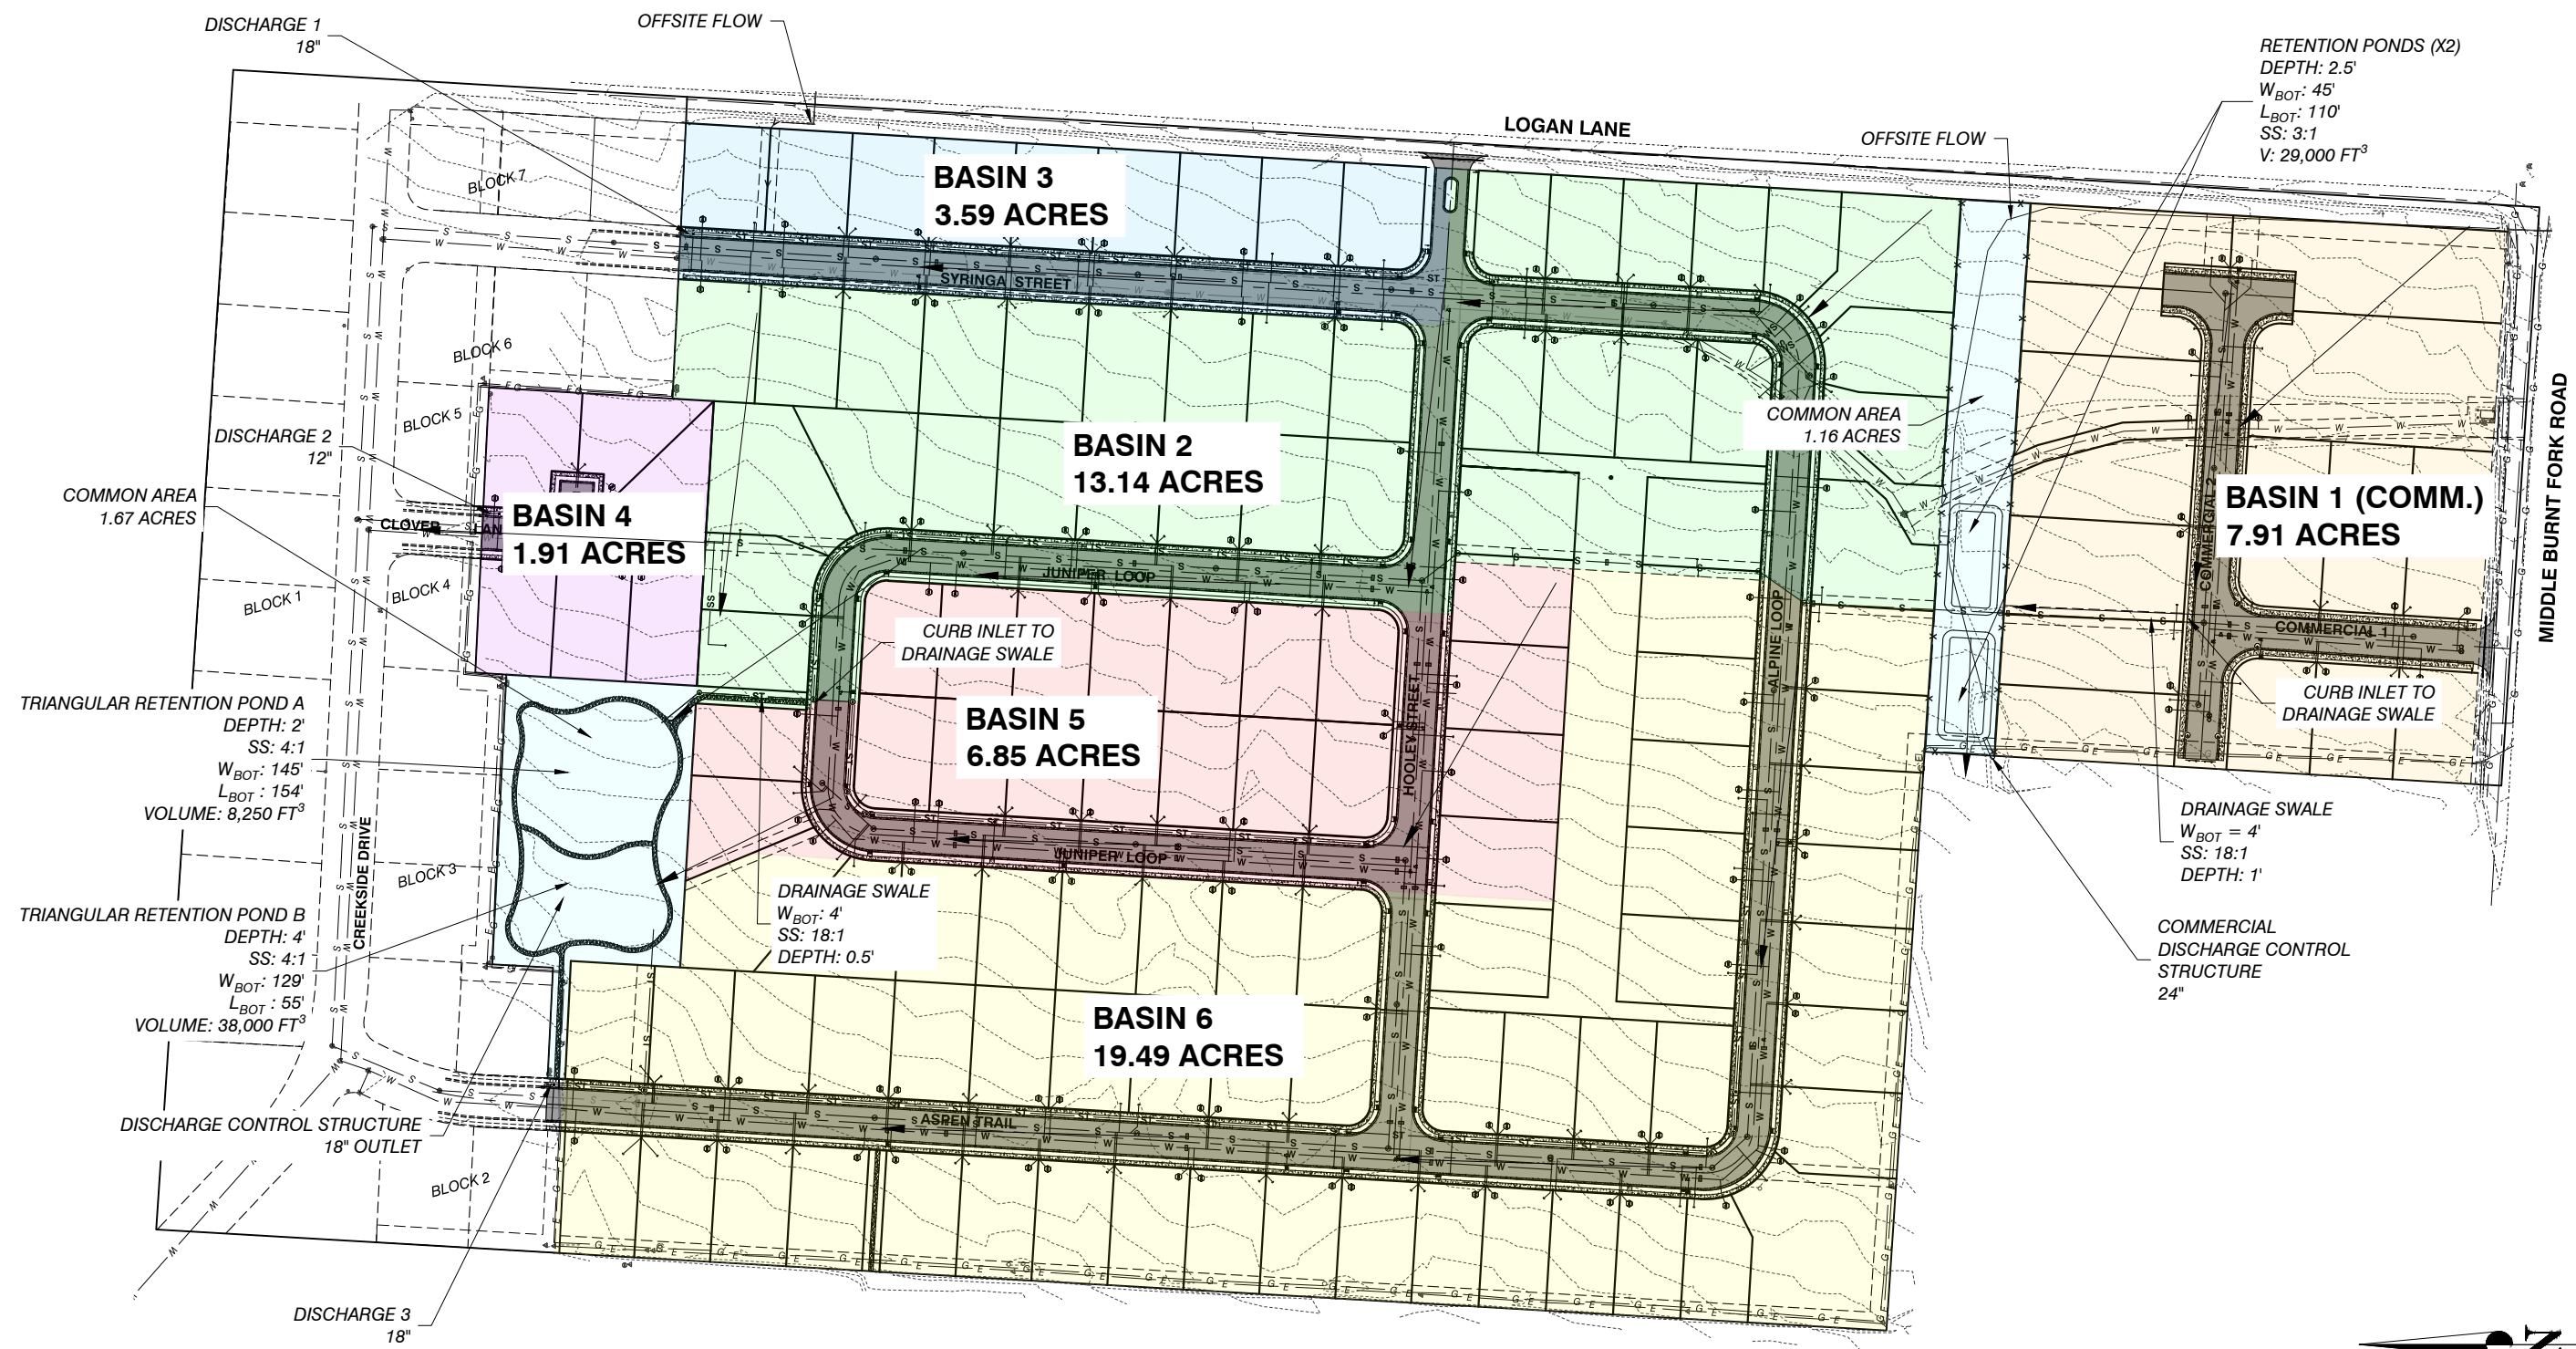 DISCHARGE 1
18"
OFFSITE FLOW
LOGAN LANE
OFFSITE FLOW
RETENTION PONDS (X2)
DEPTH: 2.5'
WBOT: 45'
LBOT: 110'
SS: 3:1
V: 29,000 FT3
BLOCK 7
BASIN 3
3.59 ACRES
SYRINGA STREET
BLOCK 6
BLOCK 5
COMMON AREA
1.16 ACRES
MIDDLE BURNT FORK ROAD
DISCHARGE 2
12"
BASIN 2
13.14 ACRES
COMMON AREA
1.67 ACRES
CLOVER LAN
BASIN 4
1.91 ACRES
BASIN 1 (COMM.)
7.91 ACRES
COMMERCIAL 2
JUNIPER LOOP
BLOCK 1
BLOCK 4
ALPINE LOOP
COMMERCIAL 1
CURB INLET TO
DRAINAGE SWALE
HOOLEY STREET
CURB INLET TO
DRAINAGE SWALE
TRIANGULAR RETENTION POND A
DEPTH: 2'
SS: 4:1
WBOT: 145'
LBOT : 154'
VOLUME: 8,250 FT3
BASIN 5
6.85 ACRES
DRAINAGE SWALE
WBOT = 4'
SS: 18:1
DEPTH: 1'
CREEKSIDE DRIVE
BLOCK 3
JUNIPER LOOP
DRAINAGE SWALE
WBOT: 4'
SS: 18:1
DEPTH: 0.5'
TRIANGULAR RETENTION POND B
DEPTH: 4'
SS: 4:1
WBOT: 129'
LBOT : 55'
VOLUME: 38,000 FT3
COMMERCIAL
DISCHARGE CONTROL
STRUCTURE
24"
BASIN 6
19.49 ACRES
ASPEN TRAIL
DISCHARGE CONTROL STRUCTURE
18" OUTLET
BLOCK 2
DISCHARGE 3
18"